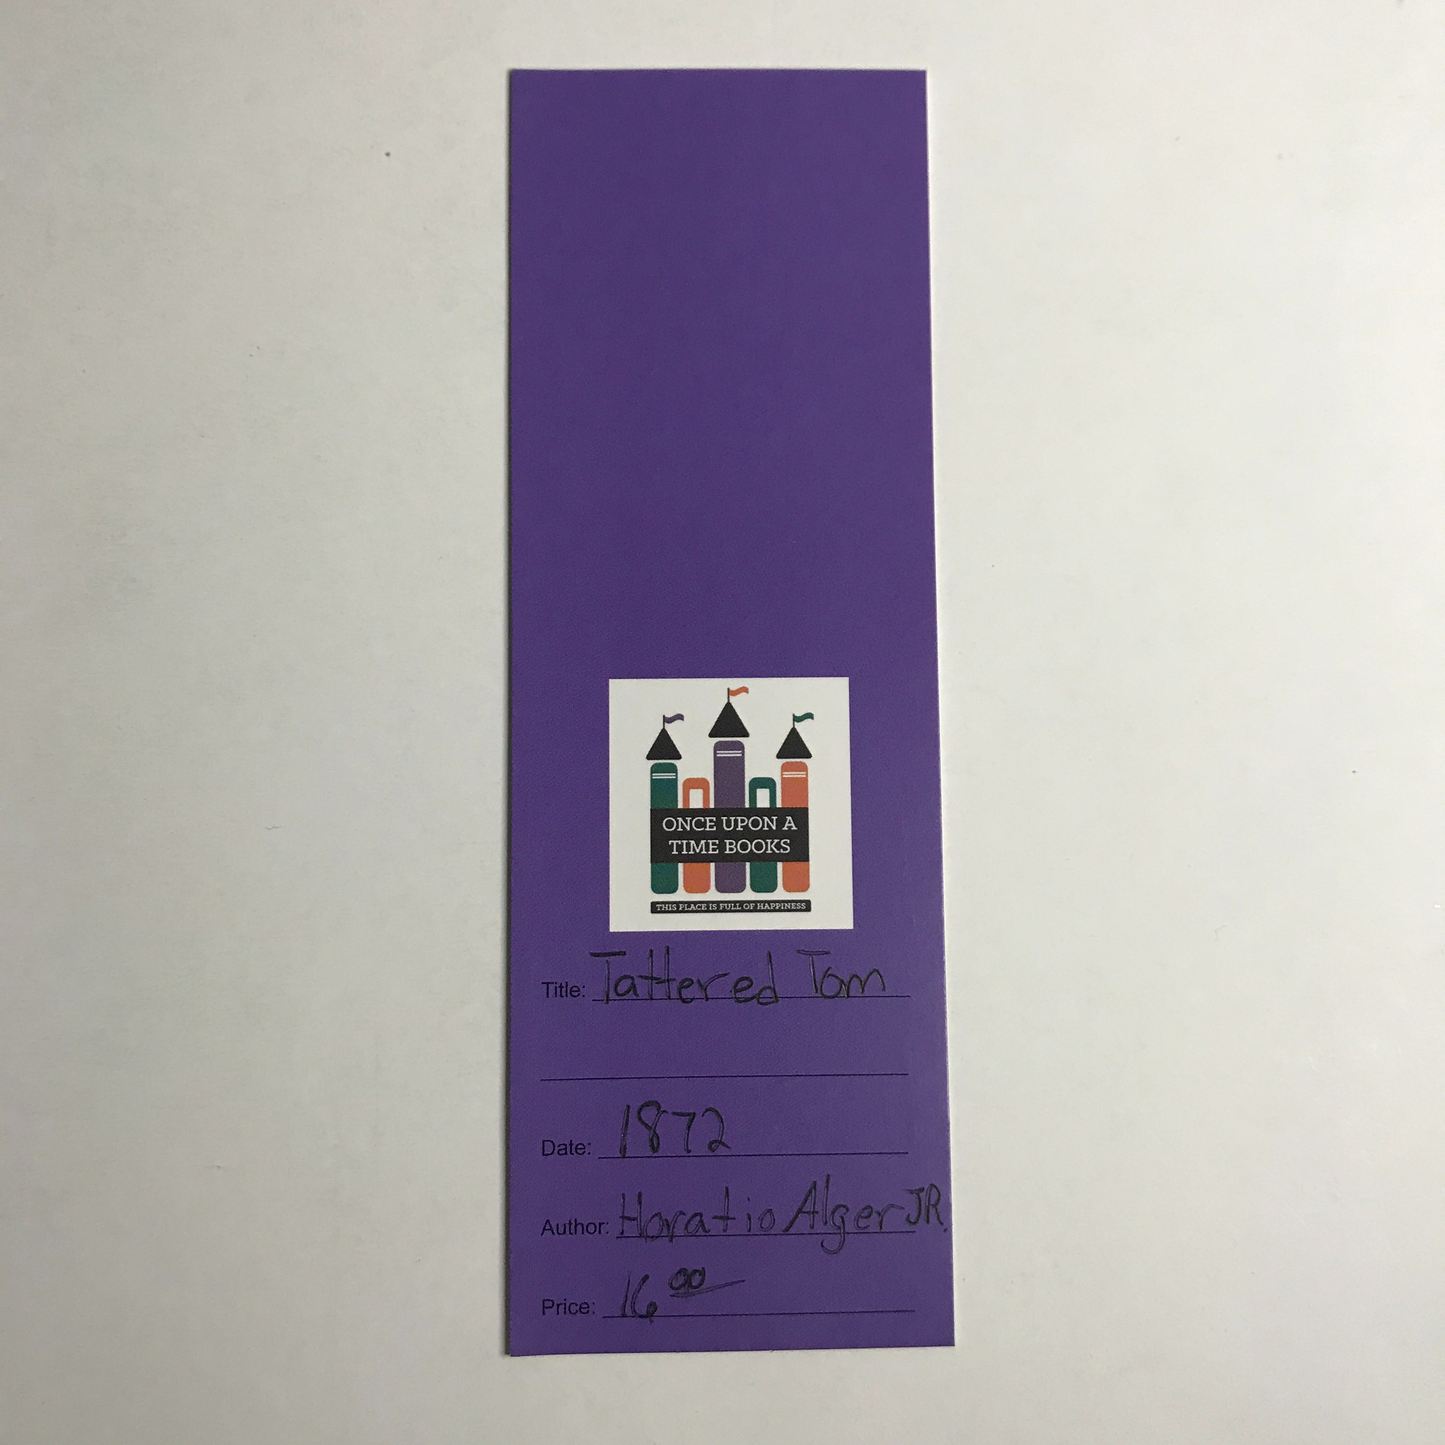 ONCE UPON A
TIME BOOKS
THIS PLACE IS FULL OF HAPPINESS
Title: Tattered Tom
Date: 1872
Author: Horatio Alger JR.
Price: 16 00